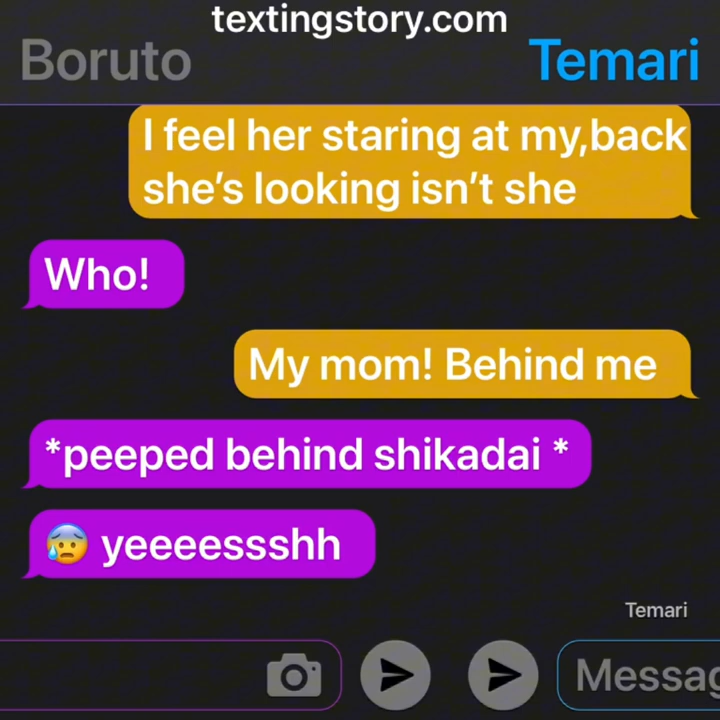 textingstory.com
Boruto
Temari
I feel her staring at my,back
she's looking isn't she
Who!
My mom! Behind me
*peeped behind shikadai *
😰 yeeeessshh
Temari
Messag